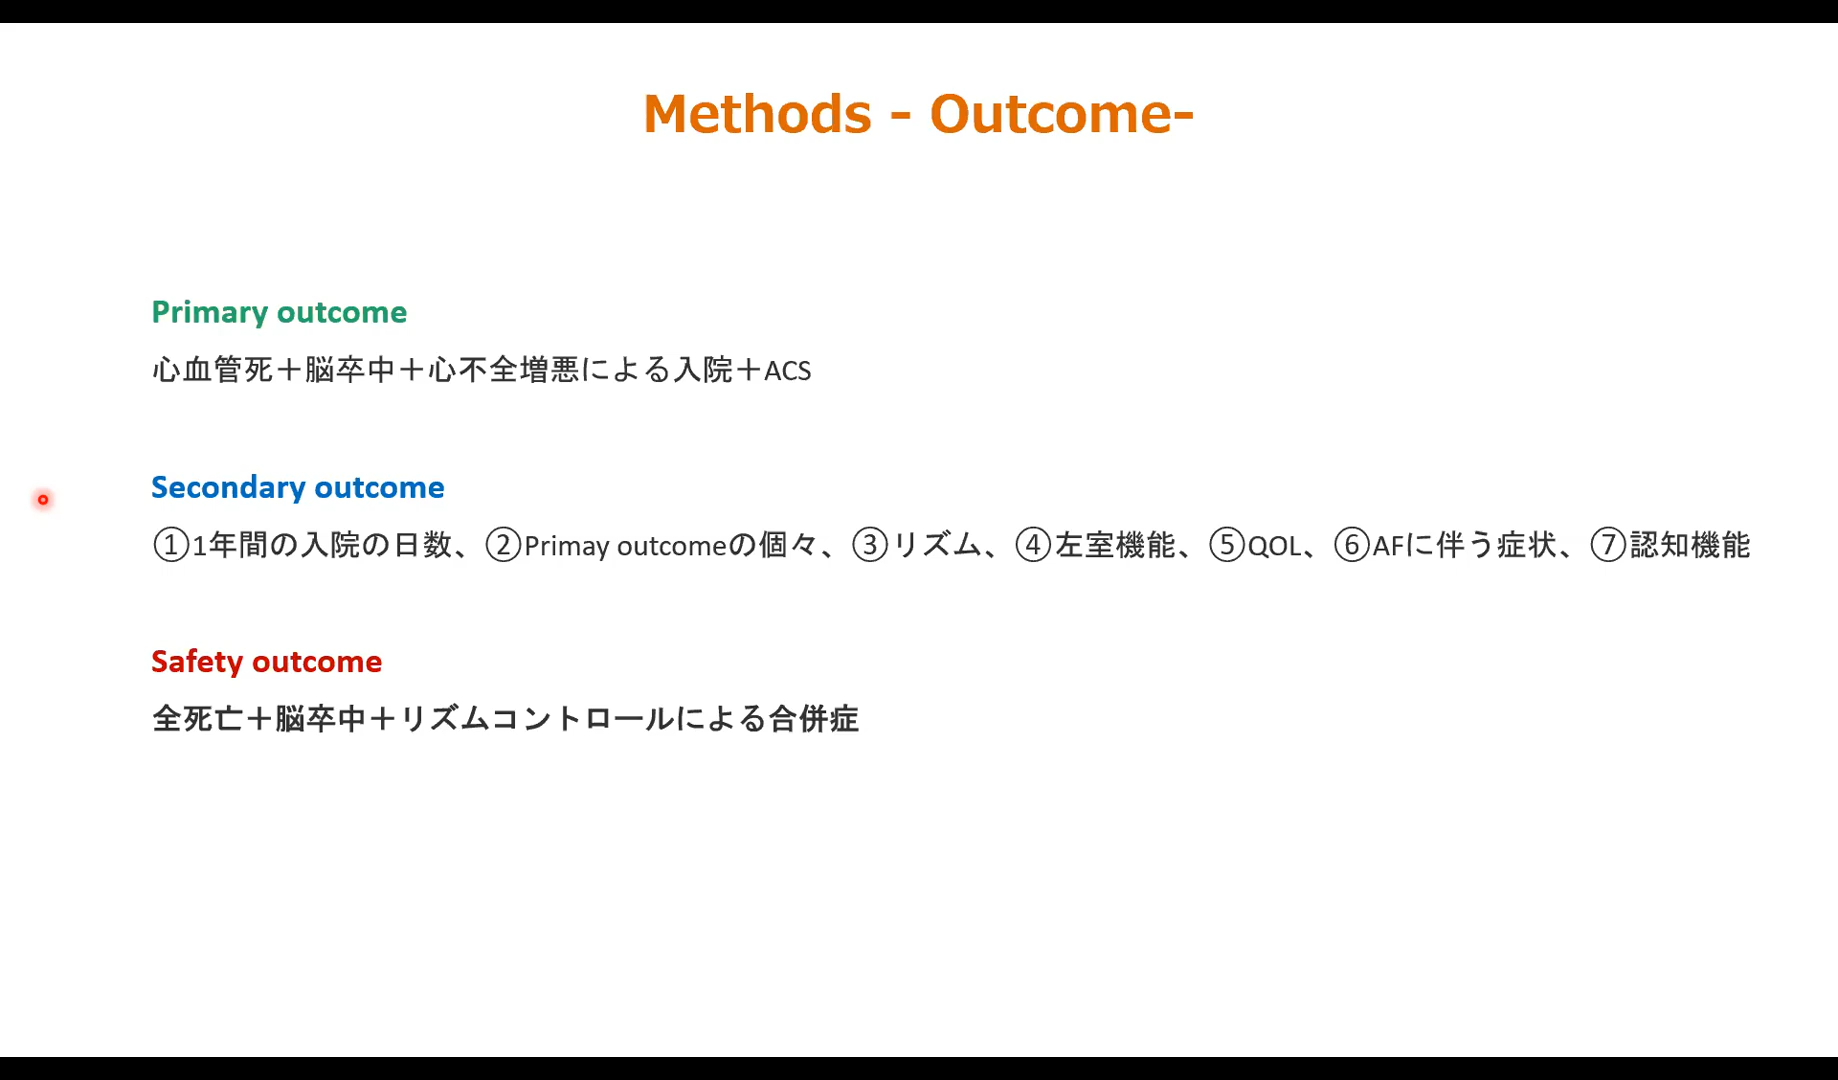 Methods - Outcome-
Primary outcome
心血管死＋脳卒中＋心不全増悪による入院＋ACS
Secondary outcome
①1年間の入院の日数、②Primay outcomeの個々、③リズム、④左室機能、⑤QOL、⑥AFに伴う症状、⑦認知機能
Safety outcome
全死亡＋脳卒中＋リズムコントロールによる合併症